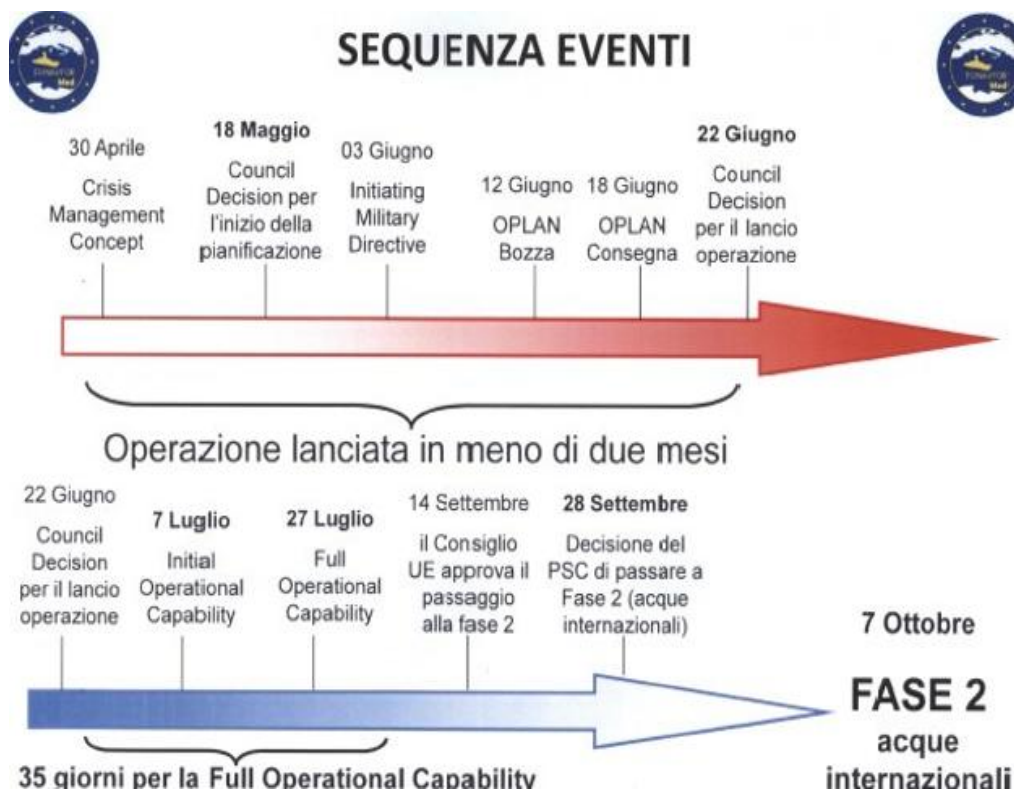 SEQUENZA EVENTI
30 Aprile
Crisis
Management
Concept
18 Maggio
Council
Decision per
l'inizio della
pianificazione
03 Giugno
Initiating
Military
Directive
12 Giugno
OPLAN
Bozza
18 Giugno
OPLAN
Consegna
22 Giugno
Council
Decision
per il lancio
operazione
Operazione lanciata in meno di due mesi
22 Giugno
Council
Decision
per il lancio
operazione
7 Luglio
Initial
Operational
Capability
27 Luglio
Full
Operational
Capability
14 Settembre
il Consiglio
UE approva il
passaggio
alla fase 2
28 Settembre
Decisione del
PSC di passare a
Fase 2 (acque
internazionali)
7 Ottobre
FASE 2
acque
internazionali
35 giorni per la Full Operational Capability